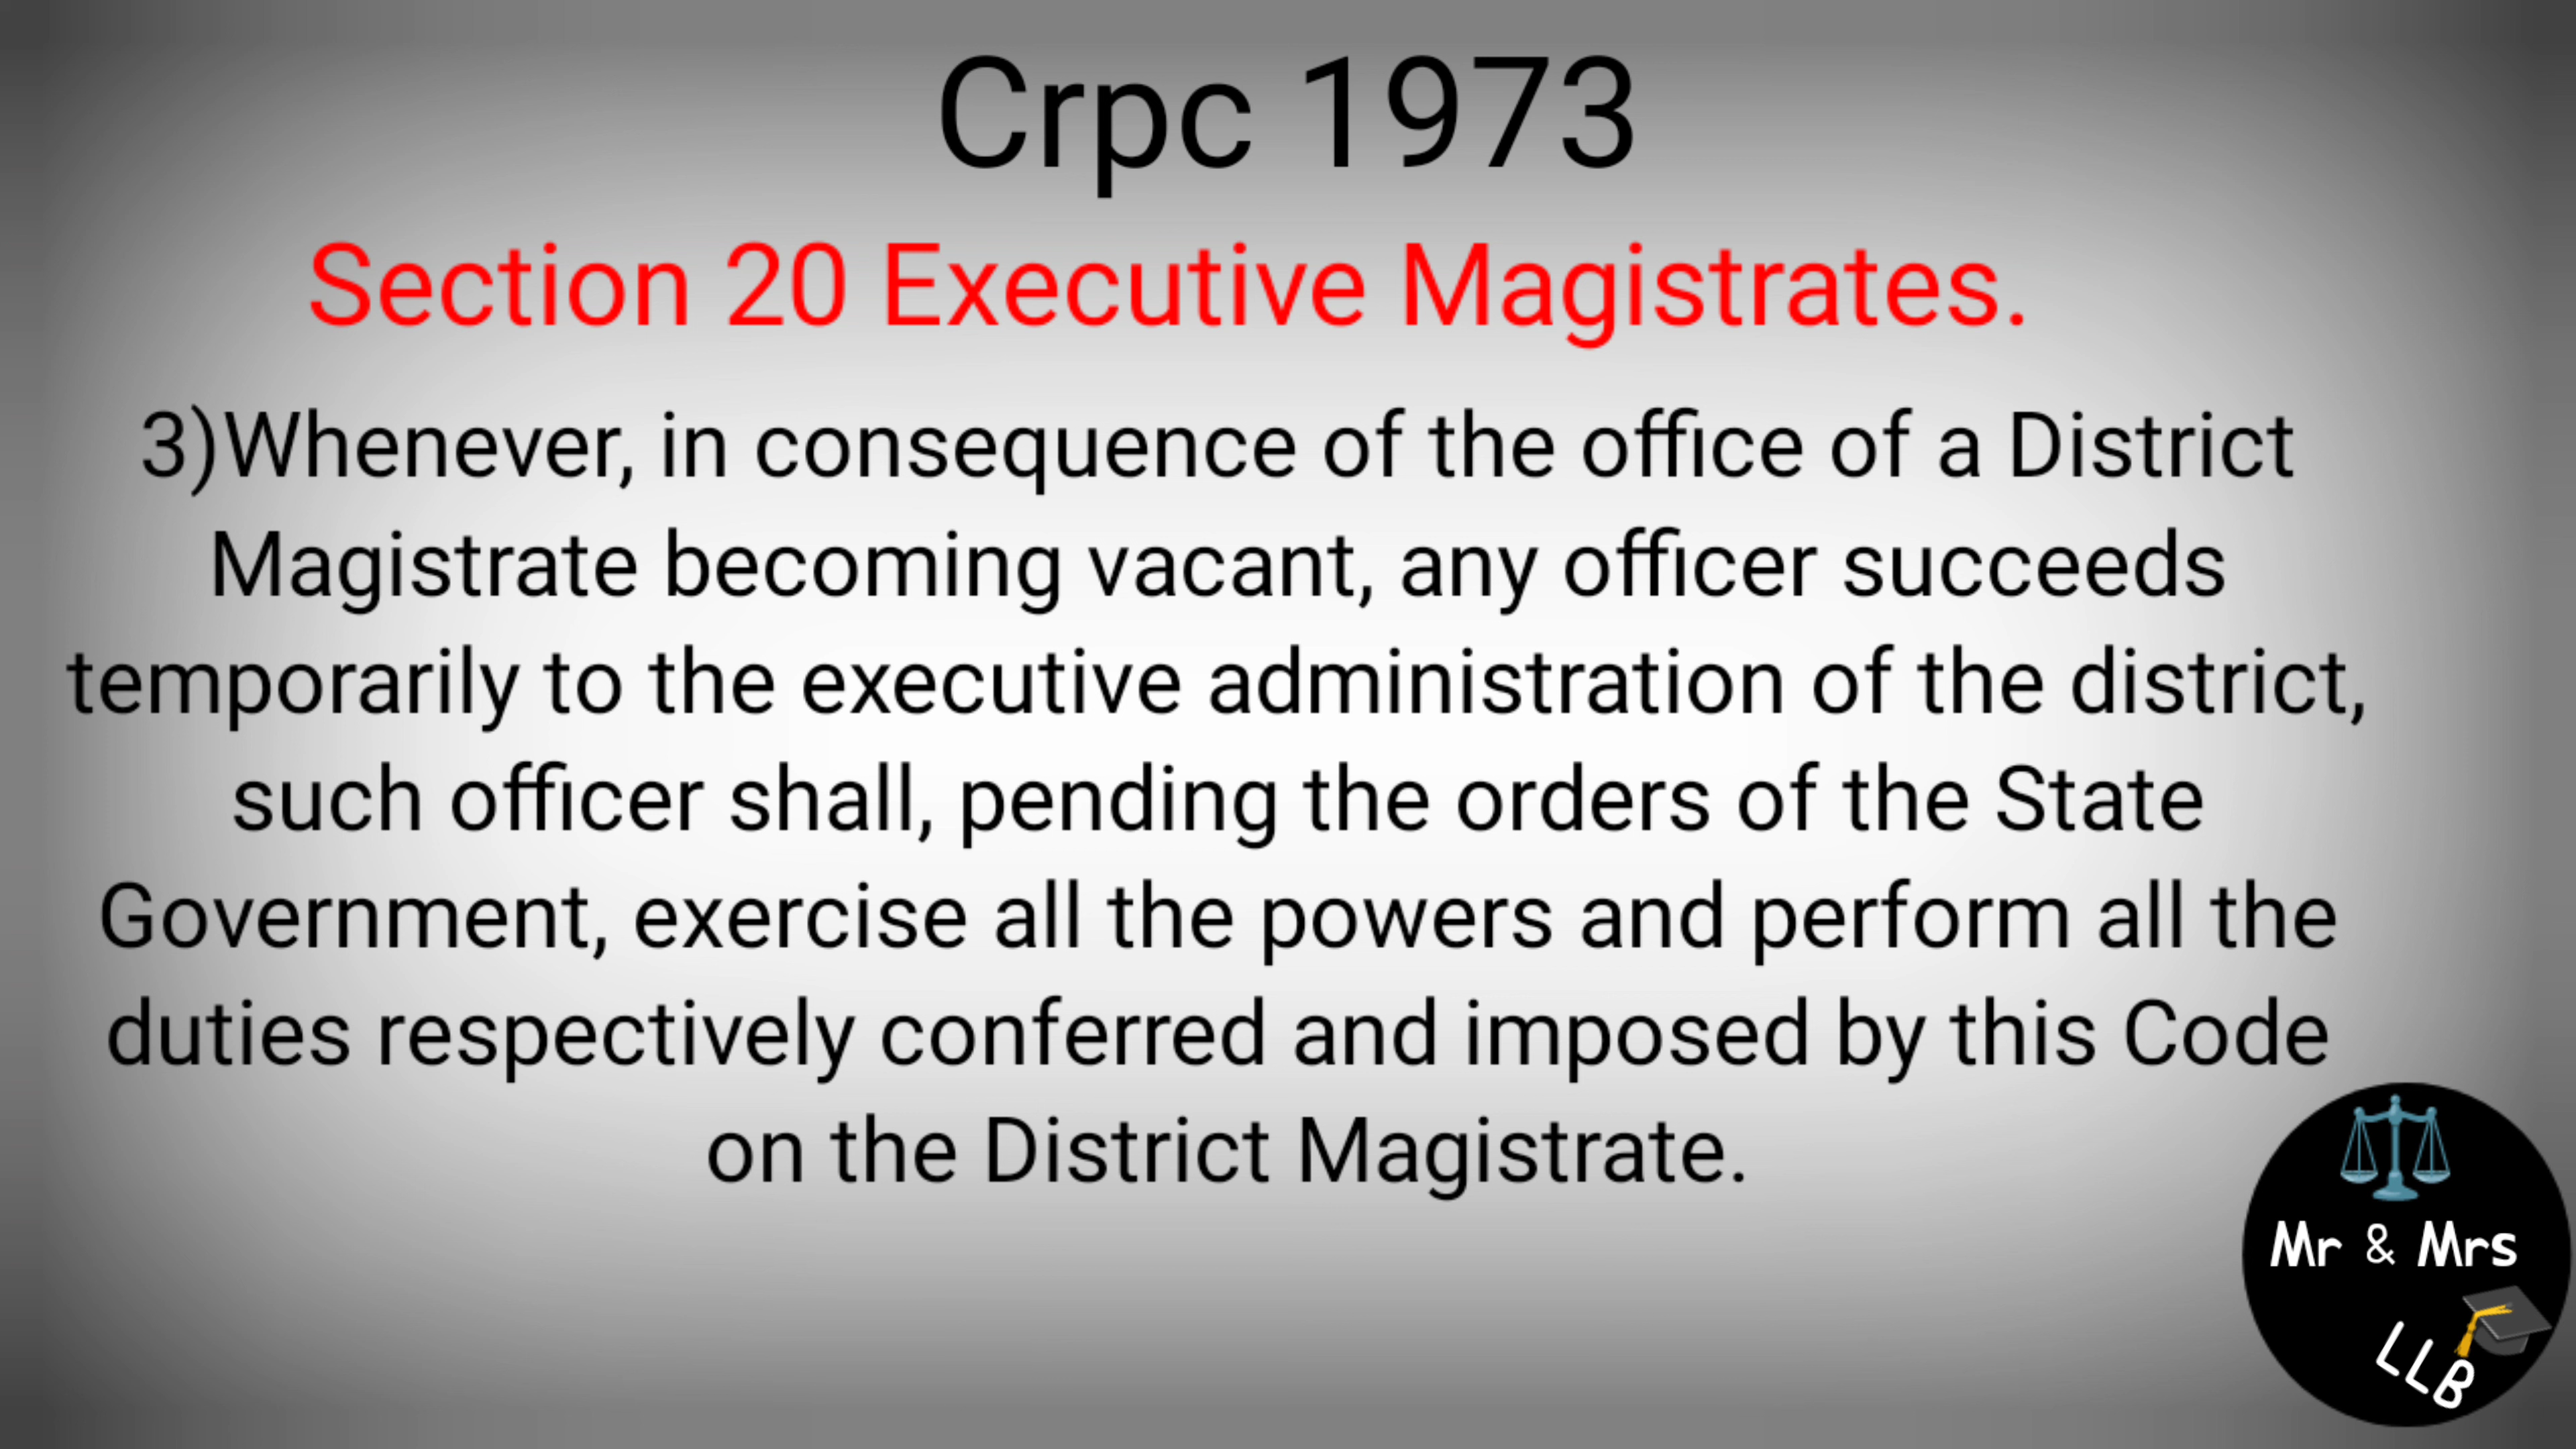 Crpc 1973
Section 20 Executive Magistrates.
3)Whenever, in consequence of the office of a District
Magistrate becoming vacant, any officer succeeds
temporarily to the executive administration of the district,
such officer shall, pending the orders of the State
Government, exercise all the powers and perform all the
duties respectively conferred and imposed by this Code
on the District Magistrate.
Mr & Mrs
LLB